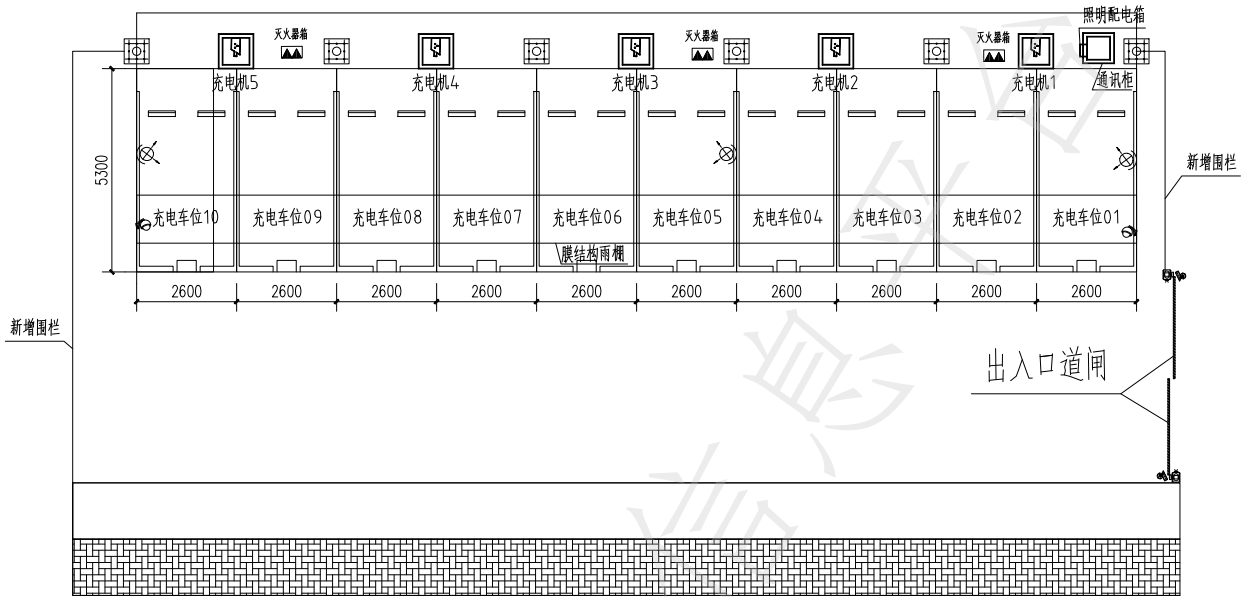 照明配电箱
灭火器箱
灭火器箱
灭火器箱
充电机5
充电机4
充电机3
充电机2
充电机1
通讯柜
5300
新增围栏
充电车位10
充电车位09
充电车位08
充电车位07
充电车位06
充电车位05
充电车位04
充电车位03
充电车位02
充电车位01
膜结构雨棚
2600
2600
2600
2600
2600
2600
2600
2600
2600
2600
新增围栏
出入口道闸
信息平台